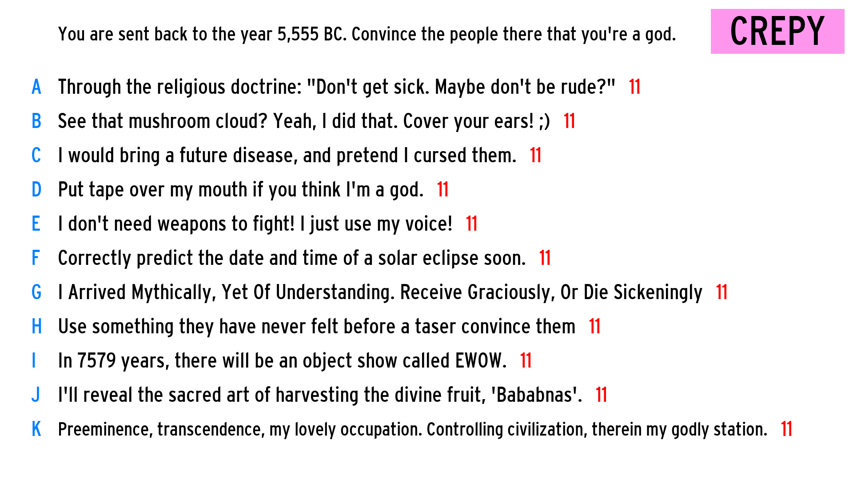 You are sent back to the year 5,555 BC. Convince the people there that you're a god.
CREPY
A Through the religious doctrine: "Don't get sick. Maybe don't be rude?" 11
B See that mushroom cloud? Yeah, I did that. Cover your ears! ;) 11
C I would bring a future disease, and pretend I cursed them. 11
D Put tape over my mouth if you think I'm a god. 11
E I don't need weapons to fight! I just use my voice! 11
F Correctly predict the date and time of a solar eclipse soon. 11
G I Arrived Mythically, Yet Of Understanding. Receive Graciously, Or Die Sickeningly 11
H Use something they have never felt before a taser convince them 11
I In 7579 years, there will be an object show called EWOW. 11
J I'll reveal the sacred art of harvesting the divine fruit, 'Bababnas'. 11
K Preeminence, transcendence, my lovely occupation. Controlling civilization, therein my godly station. 11